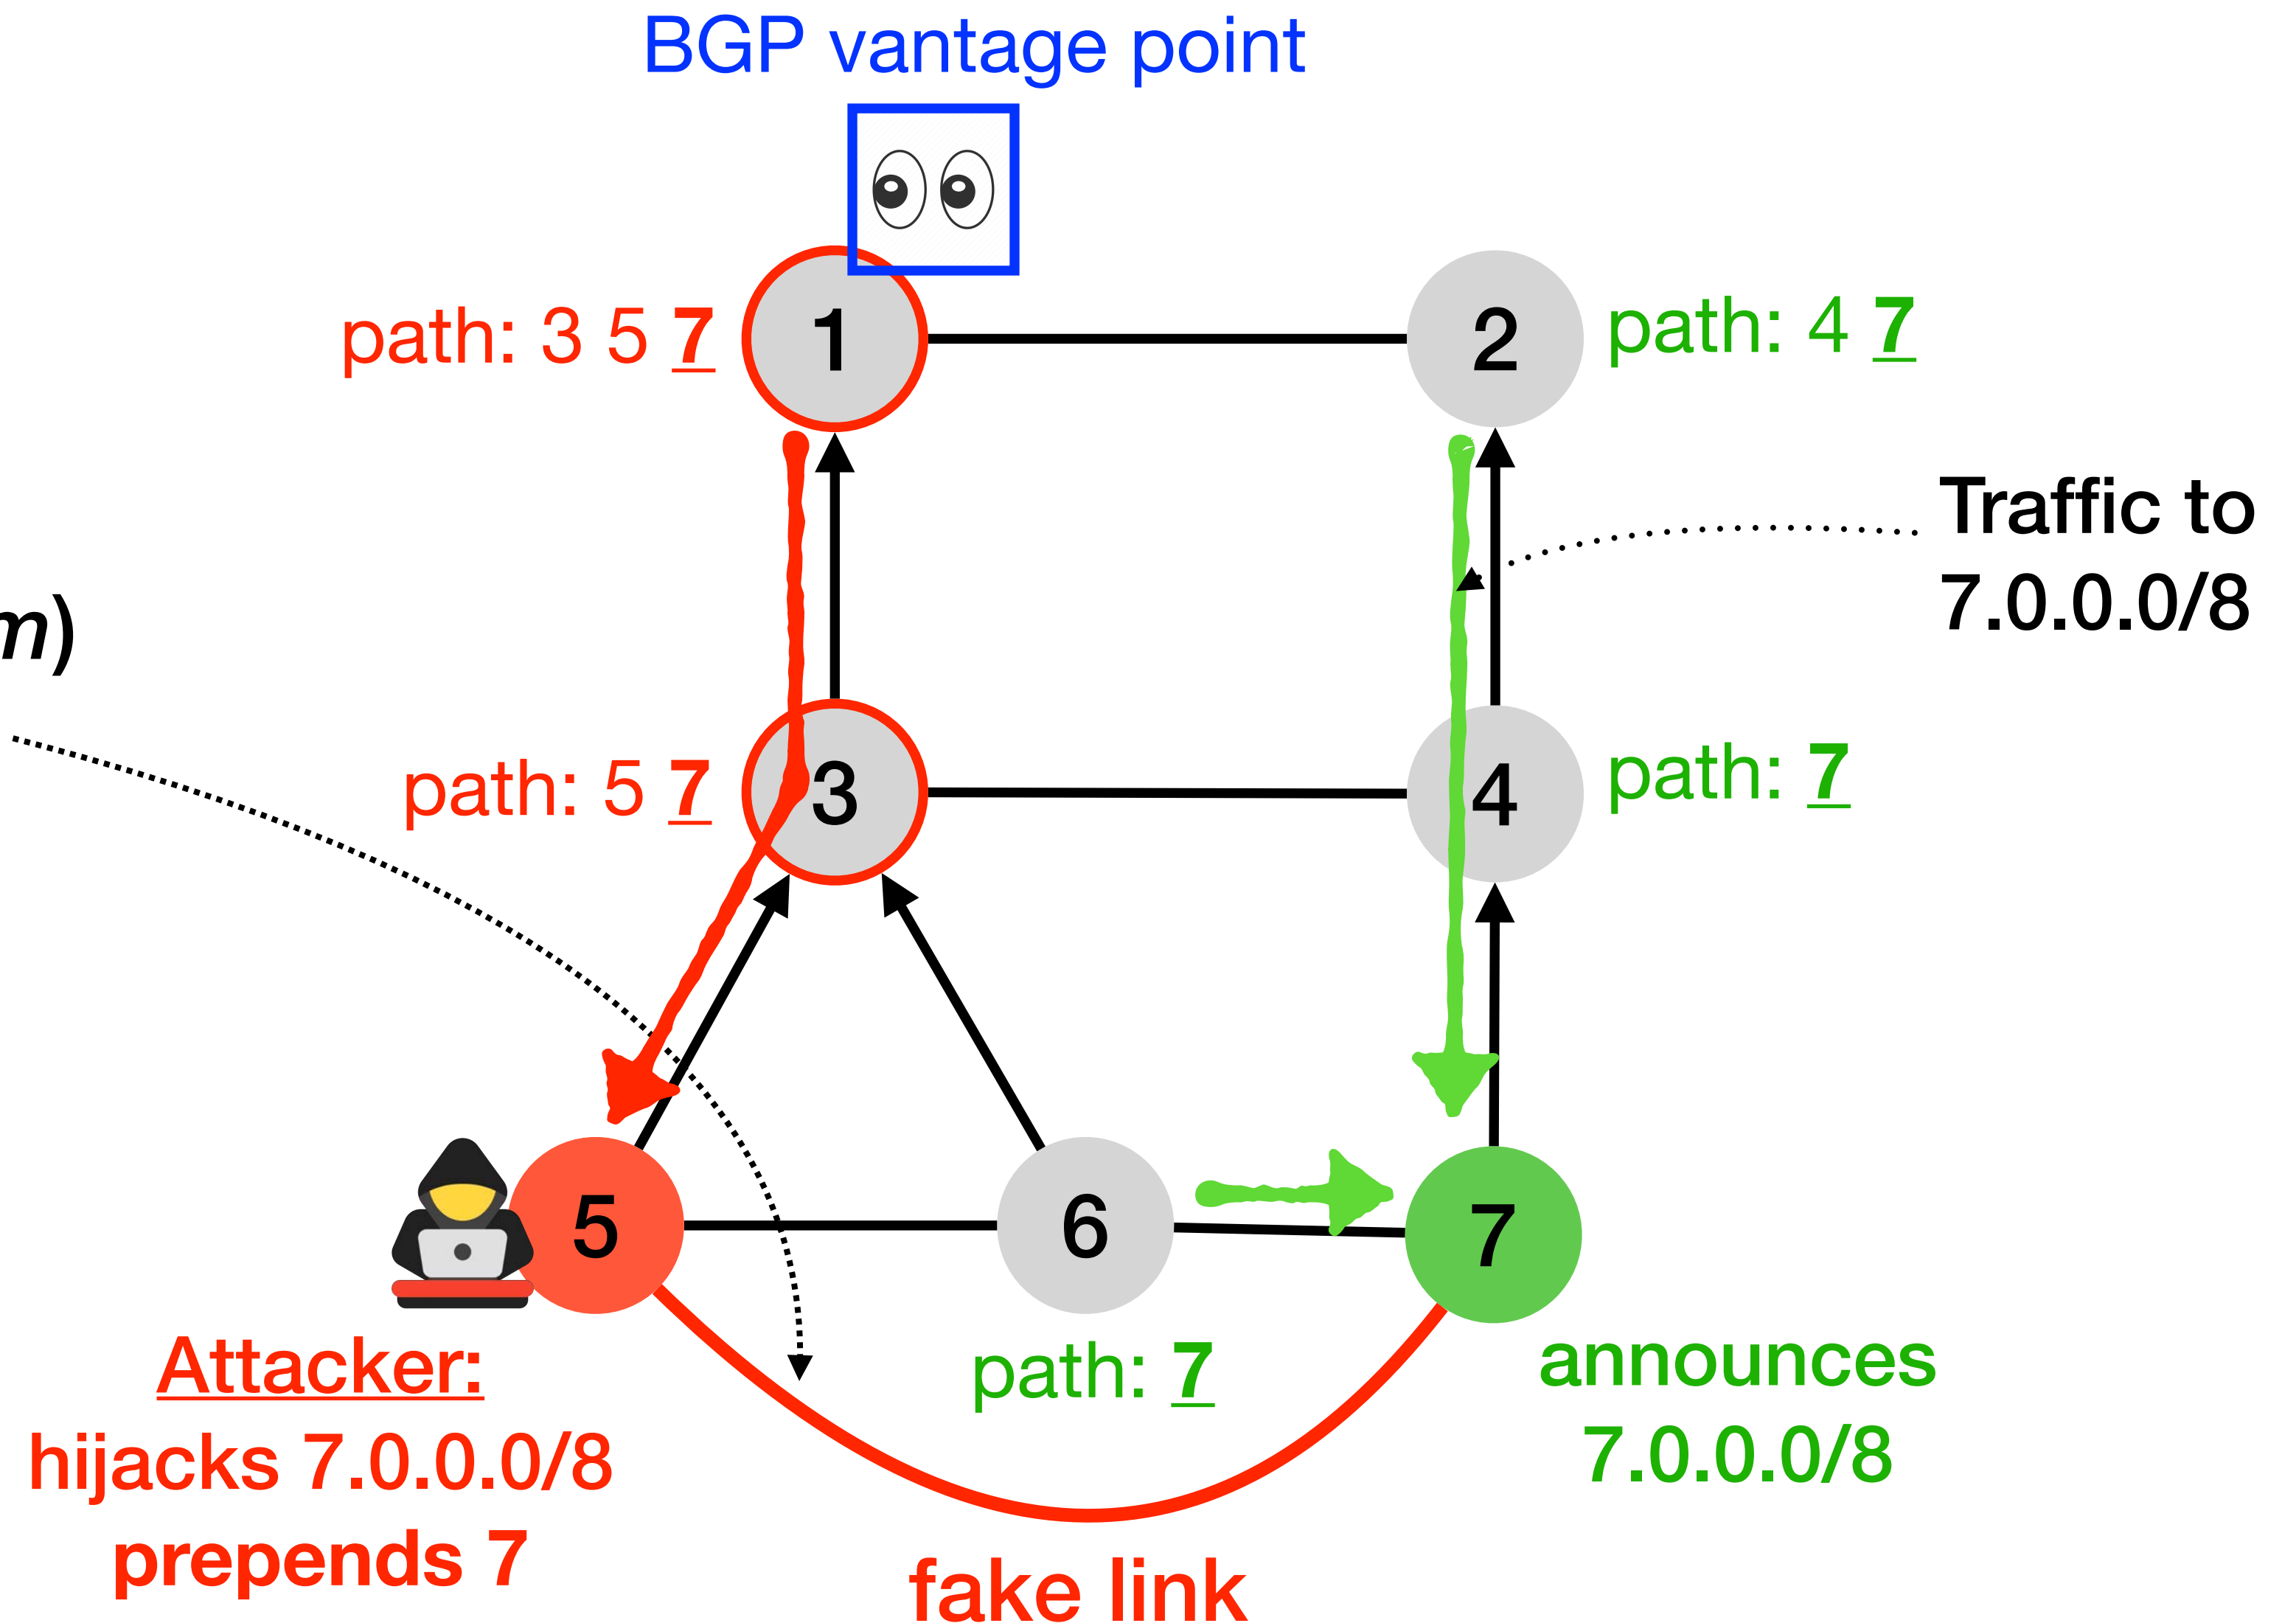 BGP vantage point
path: 3 5 7
1
2
path: 4 7
Traffic to
7.0.0.0/8
m)
path: 5 7
3
4
path: 7
5
6
7
Attacker:
hijacks 7.0.0.0/8
prepends 7
path: 7
announces
7.0.0.0/8
fake link